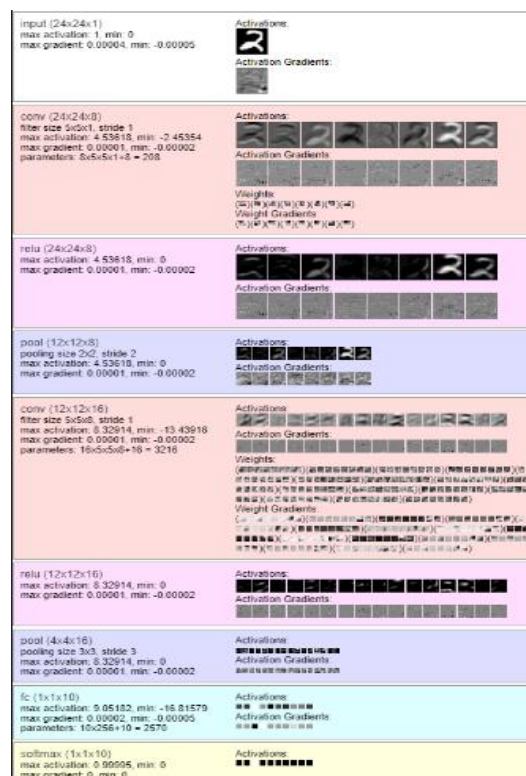 input (24x24x1)
max activation: 1, min: 0
max gradient: 0.00004, min: -0.00005
Activations:
Activation Gradients:
conv (24x24x8)
filter size 5x5x1, stride 1
max activation: 4.53618, min: -2.45354
max gradient: 0.00001, min: -0.00002
parameters: 8x5x5x1+8 = 208
Activations:
Activation Gradients:
Weights:
Weight Gradients:
relu (24x24x8)
max activation: 4.53618, min: 0
max gradient: 0.00001, min: -0.00002
Activations:
Activation Gradients:
pool (12x12x8)
pooling size 2x2, stride 2
max activation: 4.53618, min: 0
max gradient: 0.00001, min: -0.00002
Activations:
Activation Gradients:
conv (12x12x16)
filter size 5x5x8, stride 1
max activation: 8.32914, min: -13.43916
max gradient: 0.00001, min: -0.00002
parameters: 16x5x5x8+16 = 3216
Activations:
Activation Gradients:
Weights:
Weight Gradients:
relu (12x12x16)
max activation: 8.32914, min: 0
max gradient: 0.00001, min: -0.00002
Activations:
Activation Gradients:
pool (4x4x16)
pooling size 3x3, stride 3
max activation: 8.32914, min: 0
max gradient: 0.00001, min: -0.00002
Activations:
Activation Gradients:
fc (1x1x10)
max activation: 9.05182, min: -16.81579
max gradient: 0.00002, min: -0.00005
parameters: 10x256+10 = 2570
Activations:
Activation Gradients:
softmax (1x1x10)
max activation: 0.99995, min: 0
max gradient: 0, min: 0
Activations: